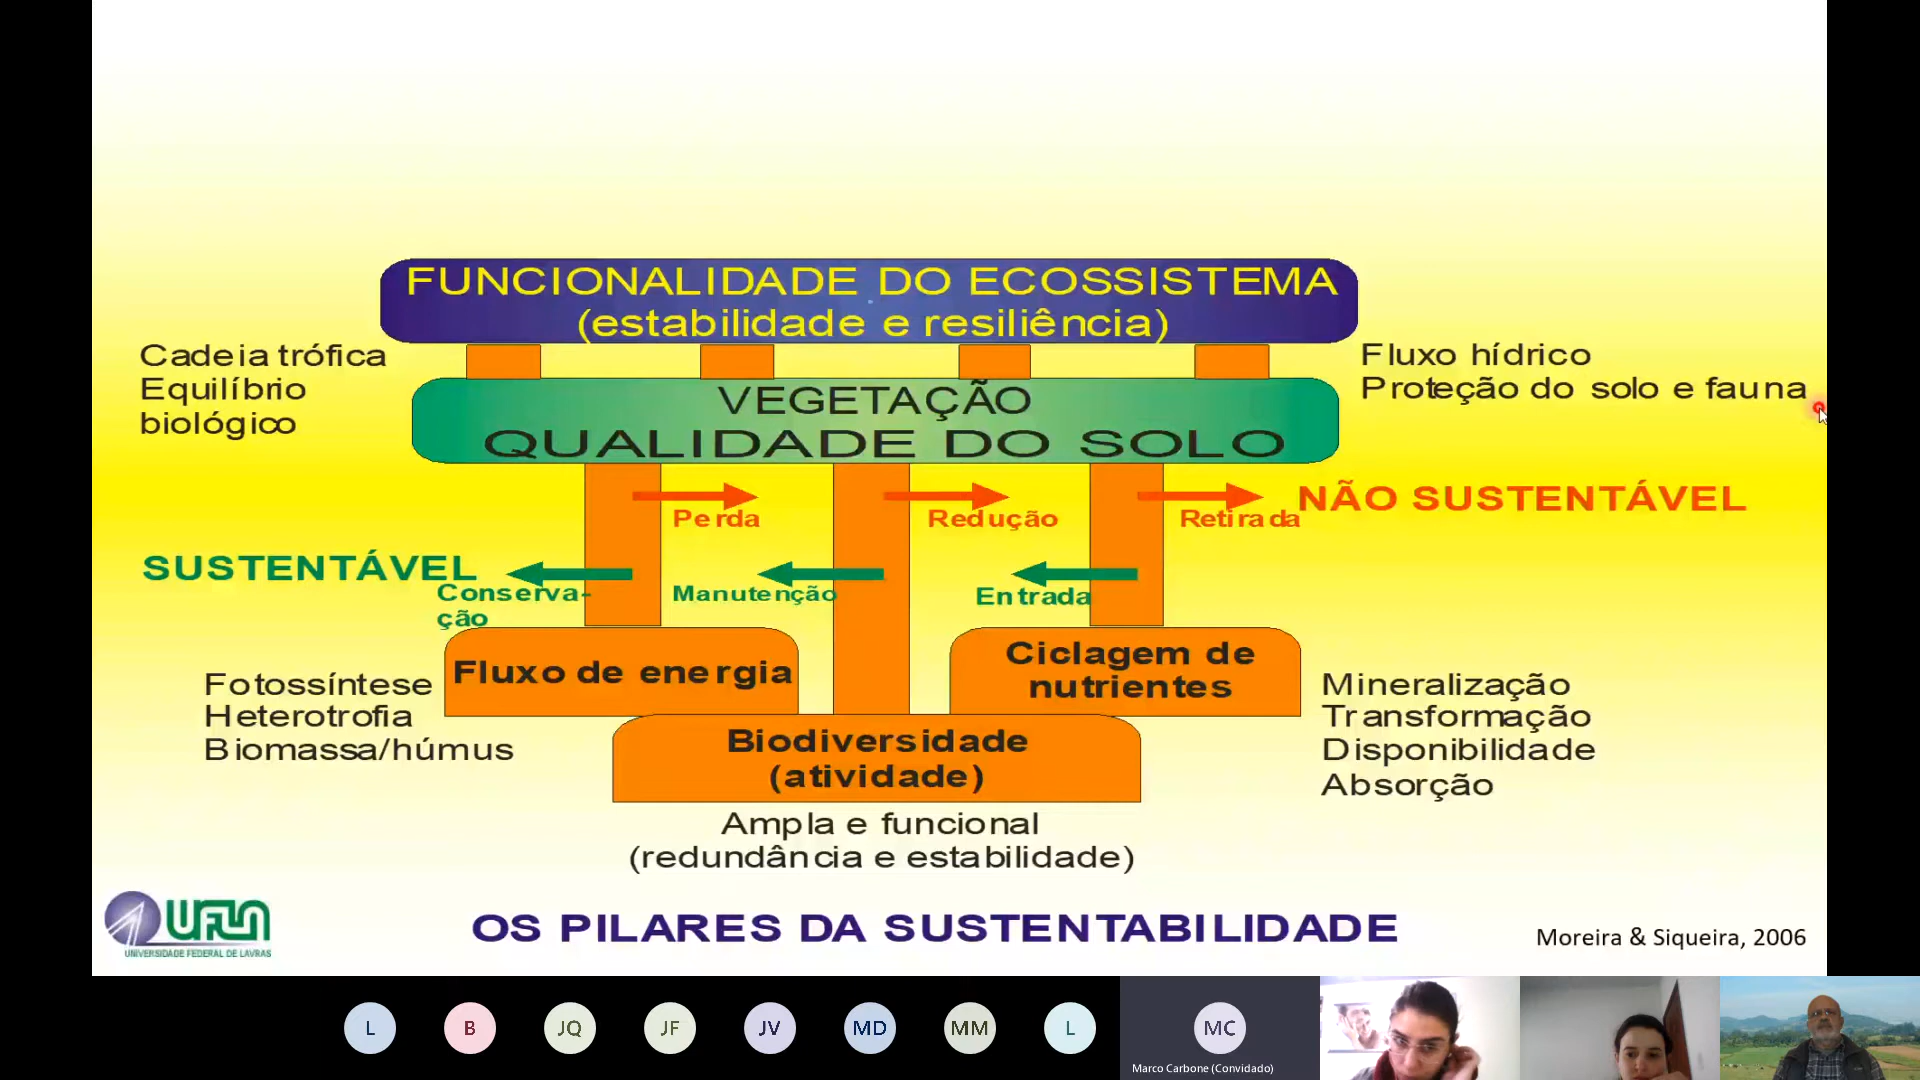 FUNCIONALIDADE DO ECOSSISTEMA
(estabilidade e resiliência)
Cadeia trófica
Equilíbrio
biológico
Fluxo hídrico
Proteção do solo e fauna
VEGETAÇÃO
QUALIDADE DO SOLO
Perda
Redução
Retirada
NÃO SUSTENTÁVEL
SUSTENTÁVEL
Conserva-
ção
Manutenção
Entrada
Fluxo de energia
Ciclagem de
nutrientes
Fotossíntese
Heterotrofia
Biomassa/húmus
Biodiversidade
(atividade)
Mineralização
Transformação
Disponibilidade
Absorção
Ampla e funcional
(redundância e estabilidade)
UFLA
UNIVERSIDADE FEDERAL DE LAVRAS
OS PILARES DA SUSTENTABILIDADE
Moreira & Siqueira, 2006
L
B
JQ
JF
JV
MD
MM
L
MC
Marco Carbone (Convidado)